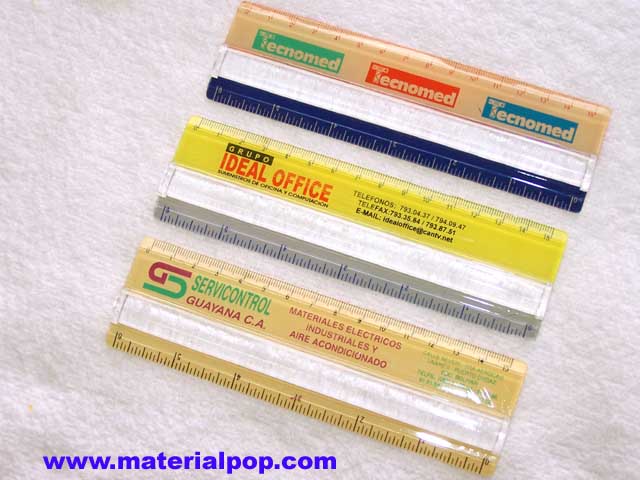 Tecnomed
Tecnomed
Tecnomed
GRUPO
IDEAL OFFICE
SUMINISTROS DE OFICINA Y COMPUTACION
TELEFONOS: 793.04.37 / 794.09.47
TELEFAX:793.35.64 / 793.87.51
E-MAIL: idealoffice@cantv.net
SERVICONTROL
GUAYANA C.A.
MATERIALES ELECTRICOS
INDUSTRIALES Y
AIRE ACONDICIONADO
www.materialpop.com